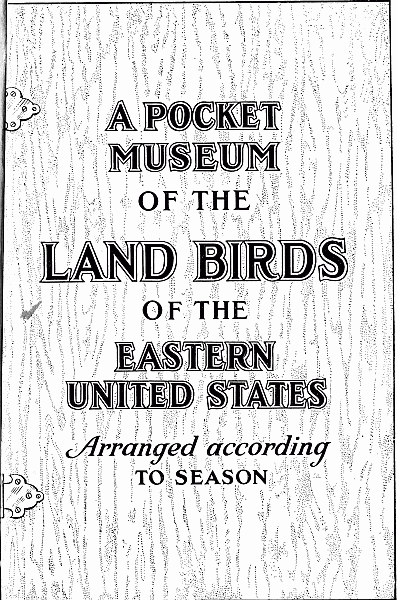 A POCKET
MUSEUM
OF THE
LAND BIRDS
OF THE
EASTERN
UNITED STATES
Arranged according
TO SEASON